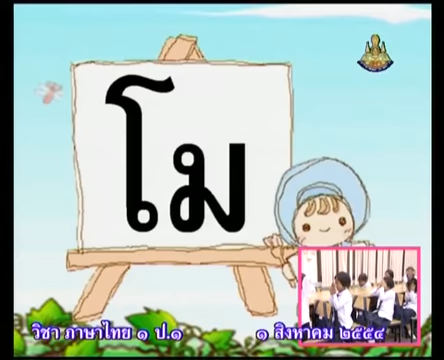 โม
วิชา ภาษาไทย ๑ ป.๑
๑ สิงหาคม ๒๕๕๔